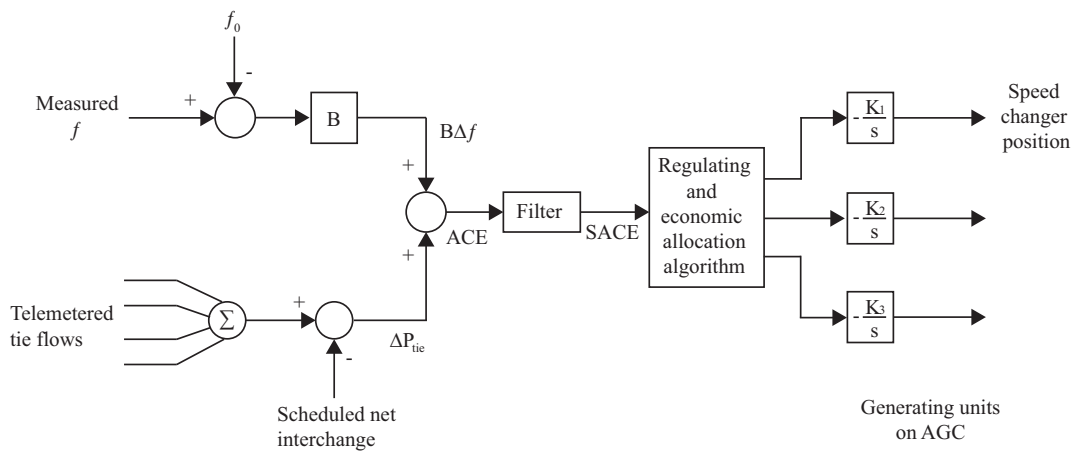 f₀
-
Measured
f
+
B
BΔf
+
+
ACE
Filter
SACE
Regulating
and
economic
allocation
algorithm
- K₁
s
- K₂
s
- K₃
s
Speed
changer
position
Telemetered
tie flows
Σ
+
-
ΔP_tie
Scheduled net
interchange
Generating units
on AGC